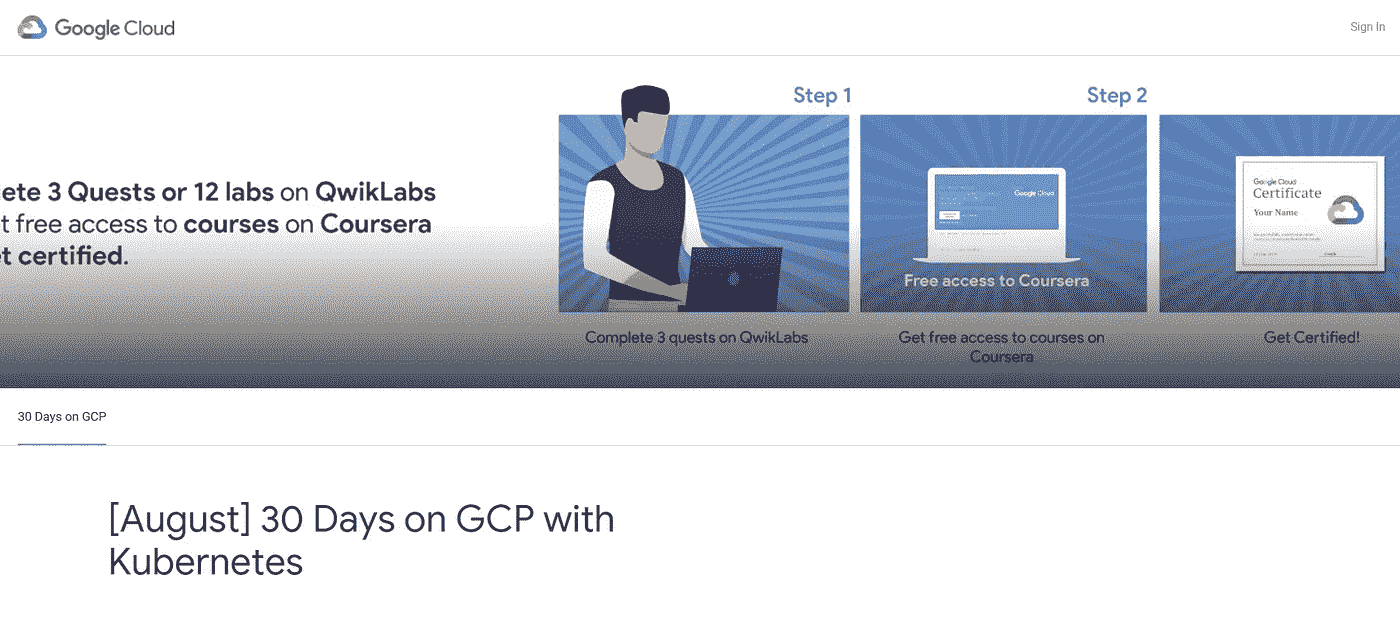 Google Cloud
Sign In
Step 1
Step 2
ete 3 Quests or 12 labs on QwikLabs
t free access to courses on Coursera
t certified.
Google Cloud
Free access to Coursera
Google Cloud
Certificate
Your Name
Complete 3 quests on QwikLabs
Get free access to courses on
Coursera
Get Certified!
30 Days on GCP
[August] 30 Days on GCP with
Kubernetes